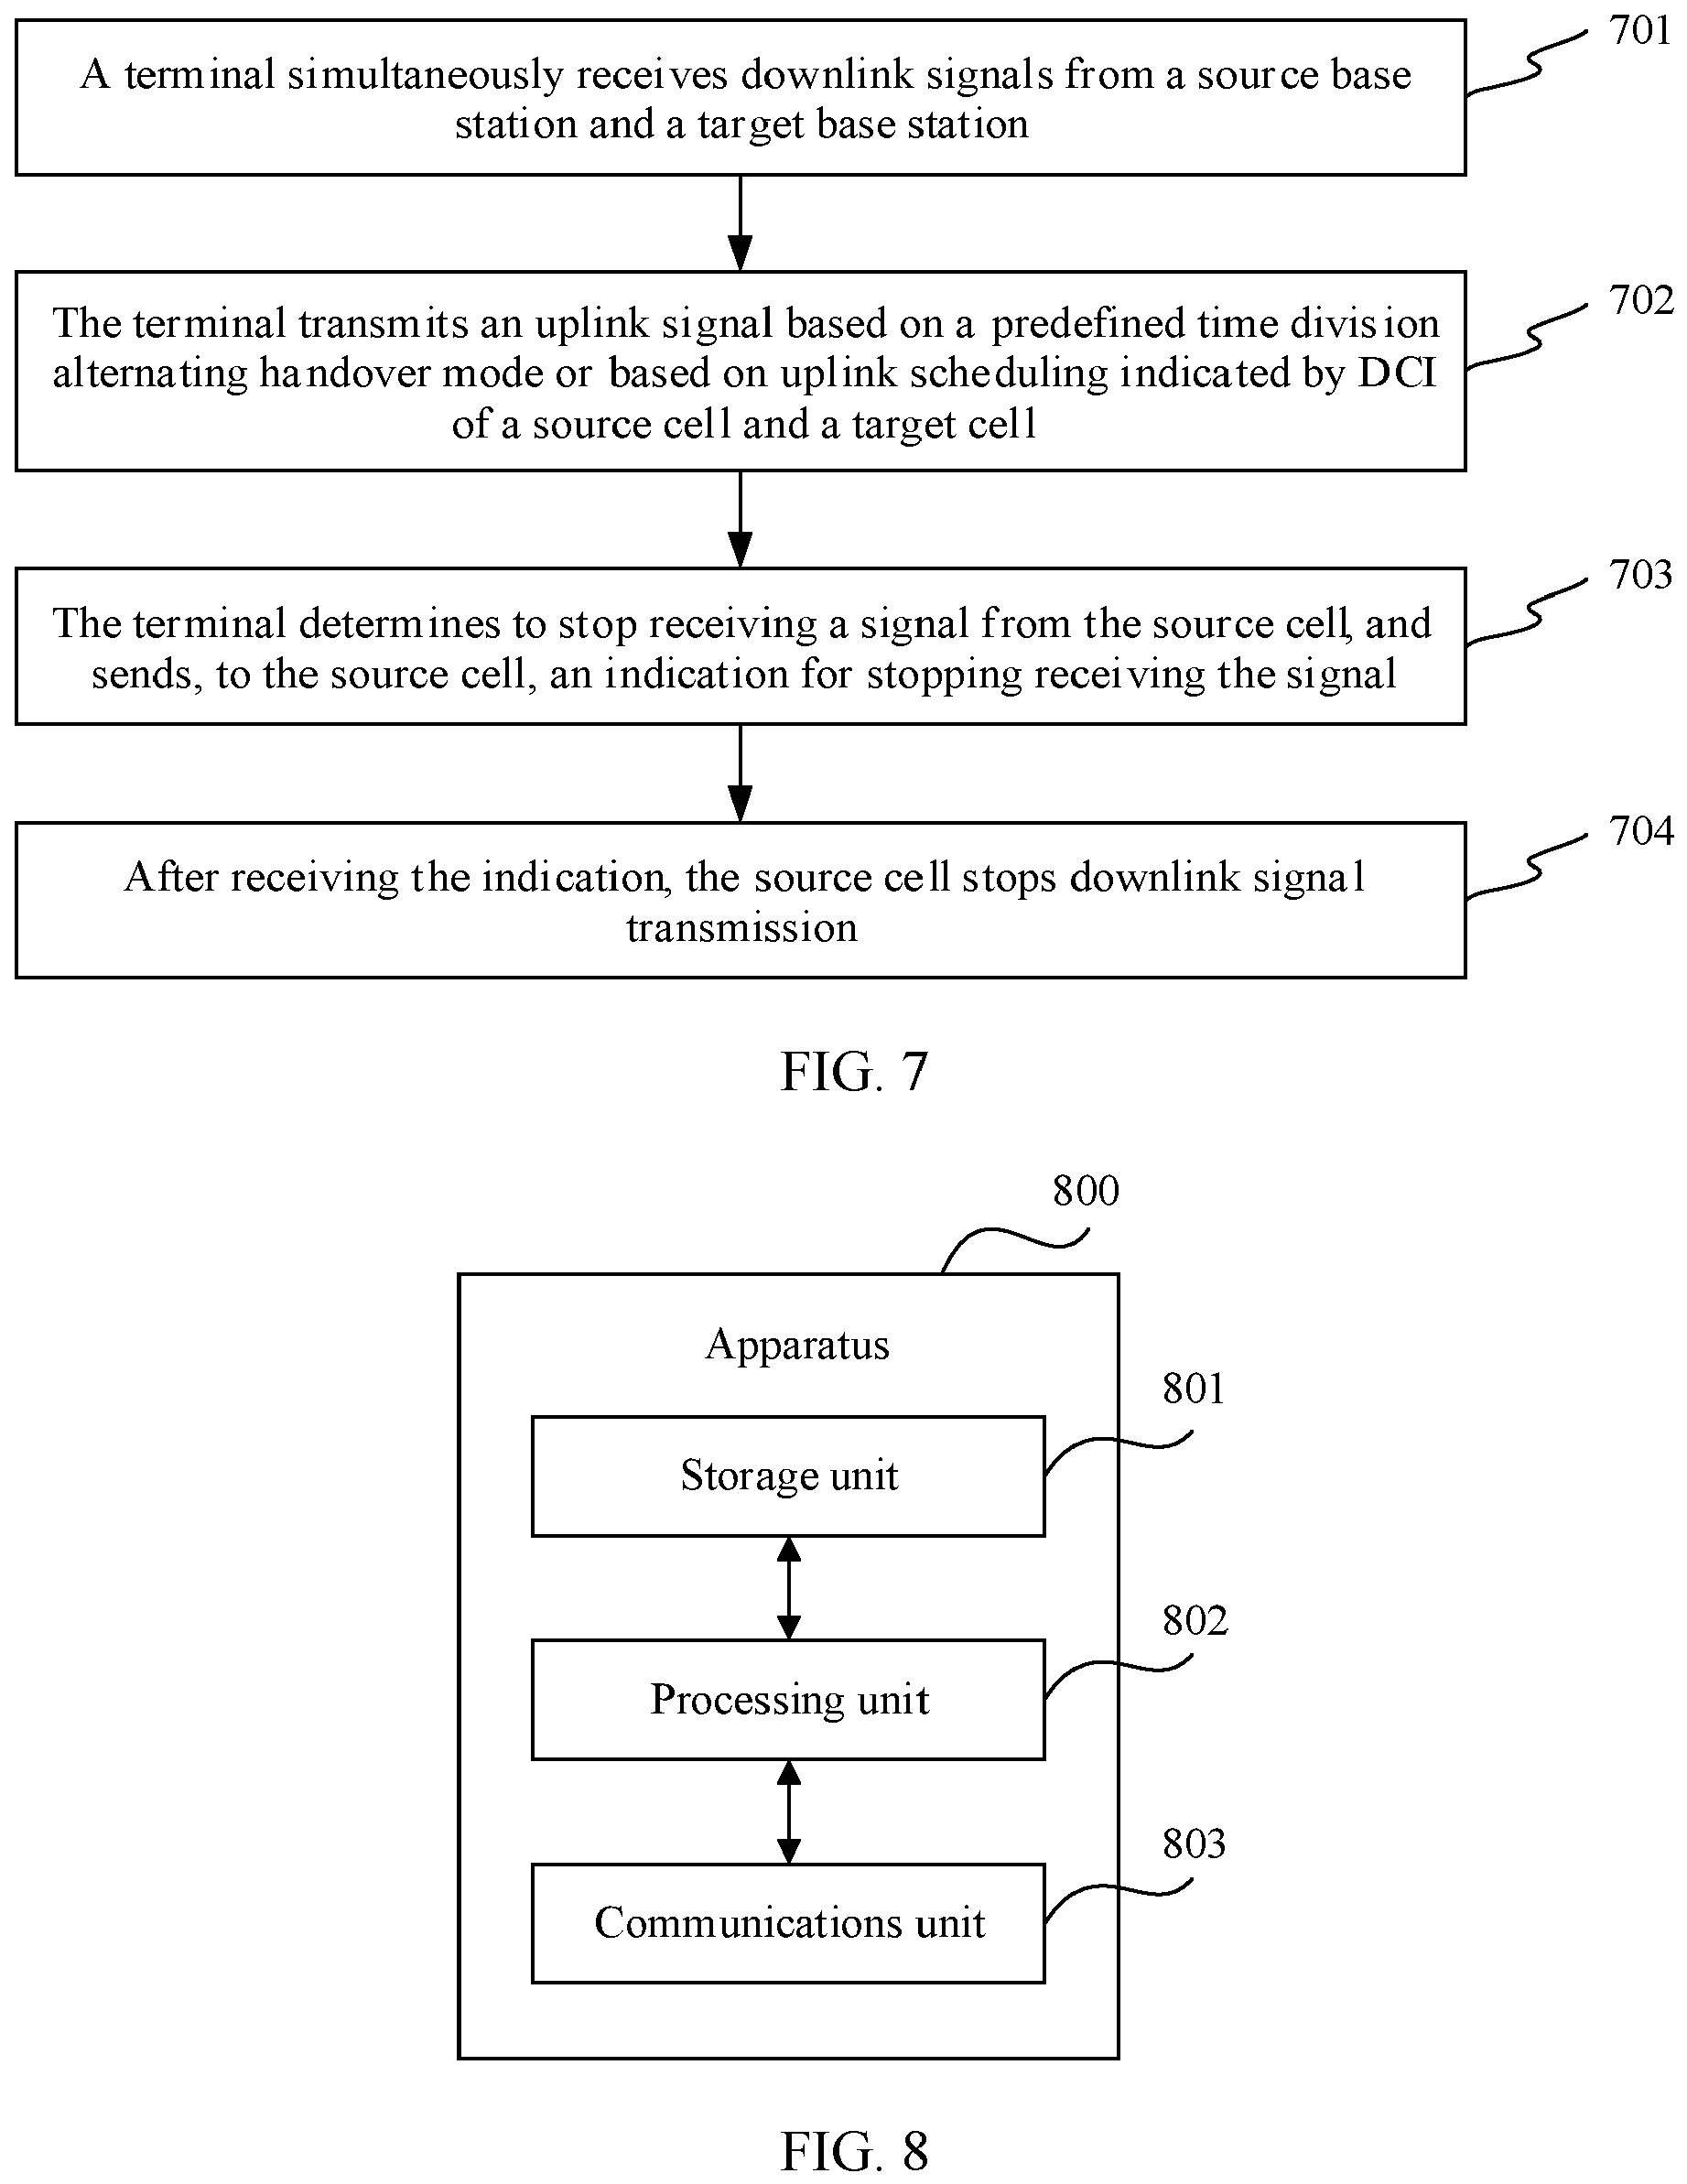 701
A terminal simultaneously receives downlink signals from a source base
station and a target base station
702
The terminal transmits an uplink signal based on a predefined time division
alternating handover mode or based on uplink scheduling indicated by DCI
of a source cell and a target cell
703
The terminal determines to stop receiving a signal from the source cell, and
sends, to the source cell, an indication for stopping receiving the signal
704
After receiving the indication, the source cell stops downlink signal
transmission
FIG. 7
800
Apparatus
801
Storage unit
802
Processing unit
803
Communications unit
FIG. 8